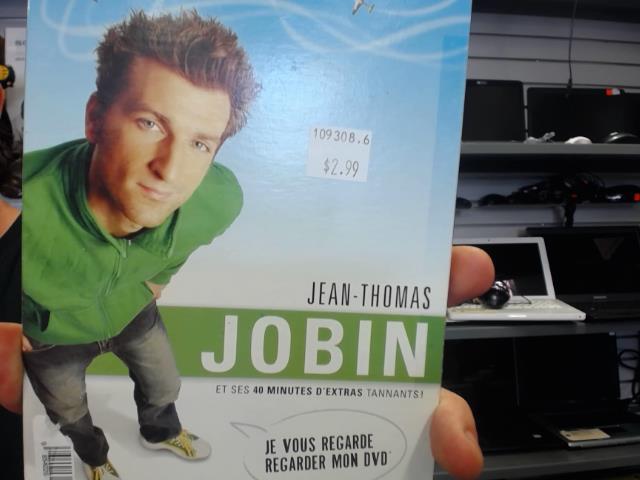 109308.6
$2.99
JEAN-THOMAS
JOBIN
ET SES 40 MINUTES D'EXTRAS TANNANTS!
JE VOUS REGARDE
REGARDER MON DVD